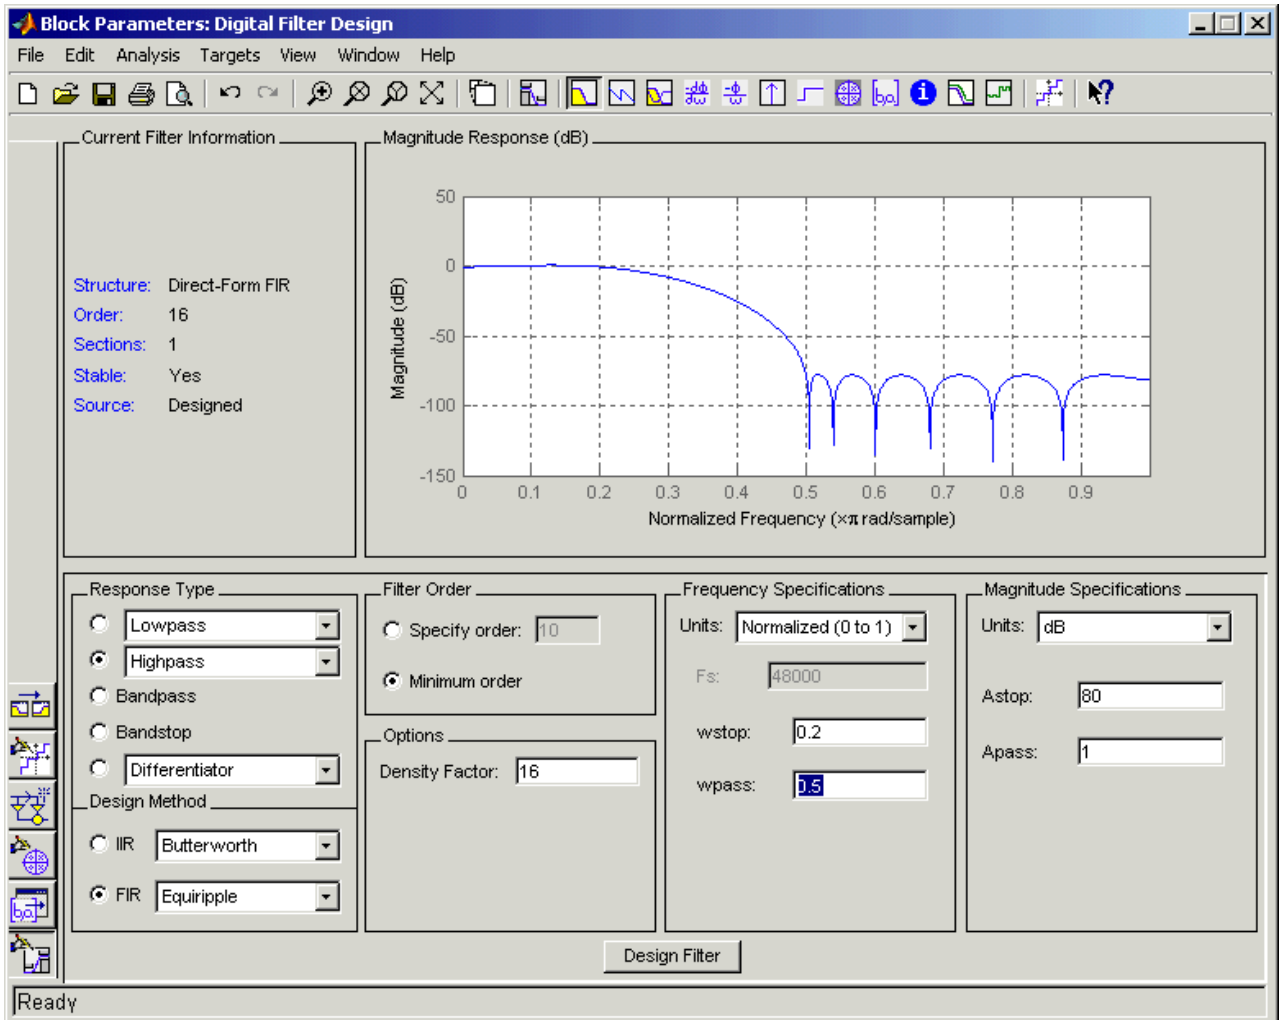 Block Parameters: Digital Filter Design
File Edit Analysis Targets View Window Help
Current Filter Information
Structure: Direct-Form FIR
Order: 16
Sections: 1
Stable: Yes
Source: Designed
Magnitude Response (dB)
50
0
-50
-100
-150
Magnitude (dB)
0 0.1 0.2 0.3 0.4 0.5 0.6 0.7 0.8 0.9
Normalized Frequency (×π rad/sample)
Response Type
Lowpass
Highpass
Bandpass
Bandstop
Differentiator
Design Method
IIR Butterworth
FIR Equiripple
Filter Order
Specify order: 10
Minimum order
Options
Density Factor: 16
Frequency Specifications
Units: Normalized (0 to 1)
Fs: 48000
wstop: 0.2
wpass: 0.5
Magnitude Specifications
Units: dB
Astop: 80
Apass: 1
Design Filter
Ready